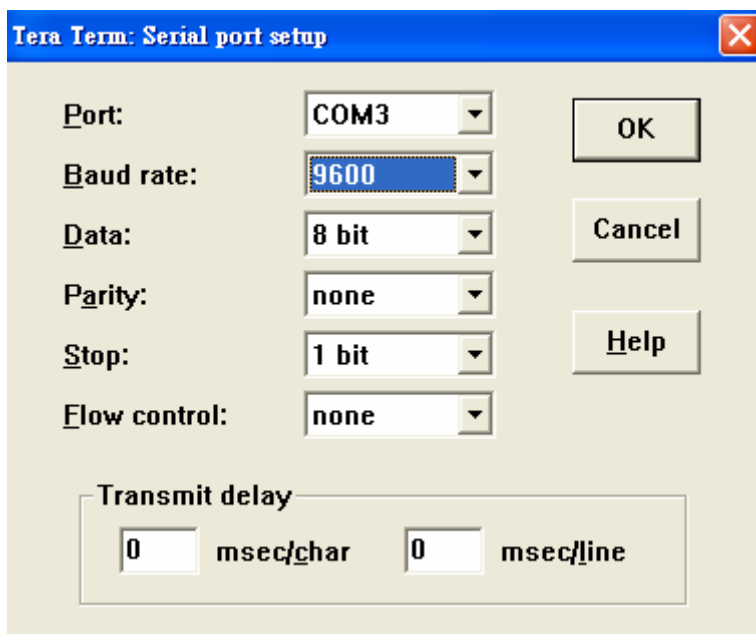 Tera Term: Serial port setup
Port: COM3
OK
Baud rate: 9600
Data: 8 bit
Cancel
Parity: none
Stop: 1 bit
Help
Flow control: none
Transmit delay
0 msec/char 0 msec/line